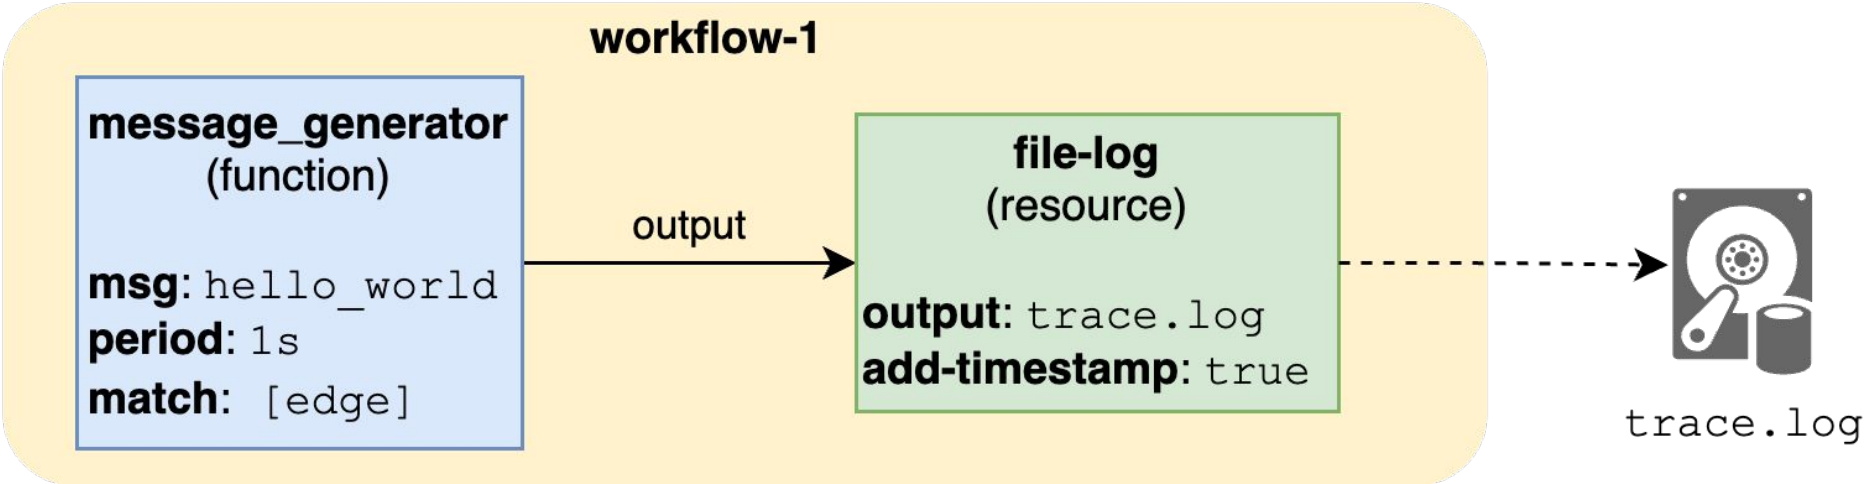 workflow-1
message_generator
(function)
msg: hello_world
period: 1s
match: [edge]
output
file-log
(resource)
output: trace.log
add-timestamp: true
trace.log